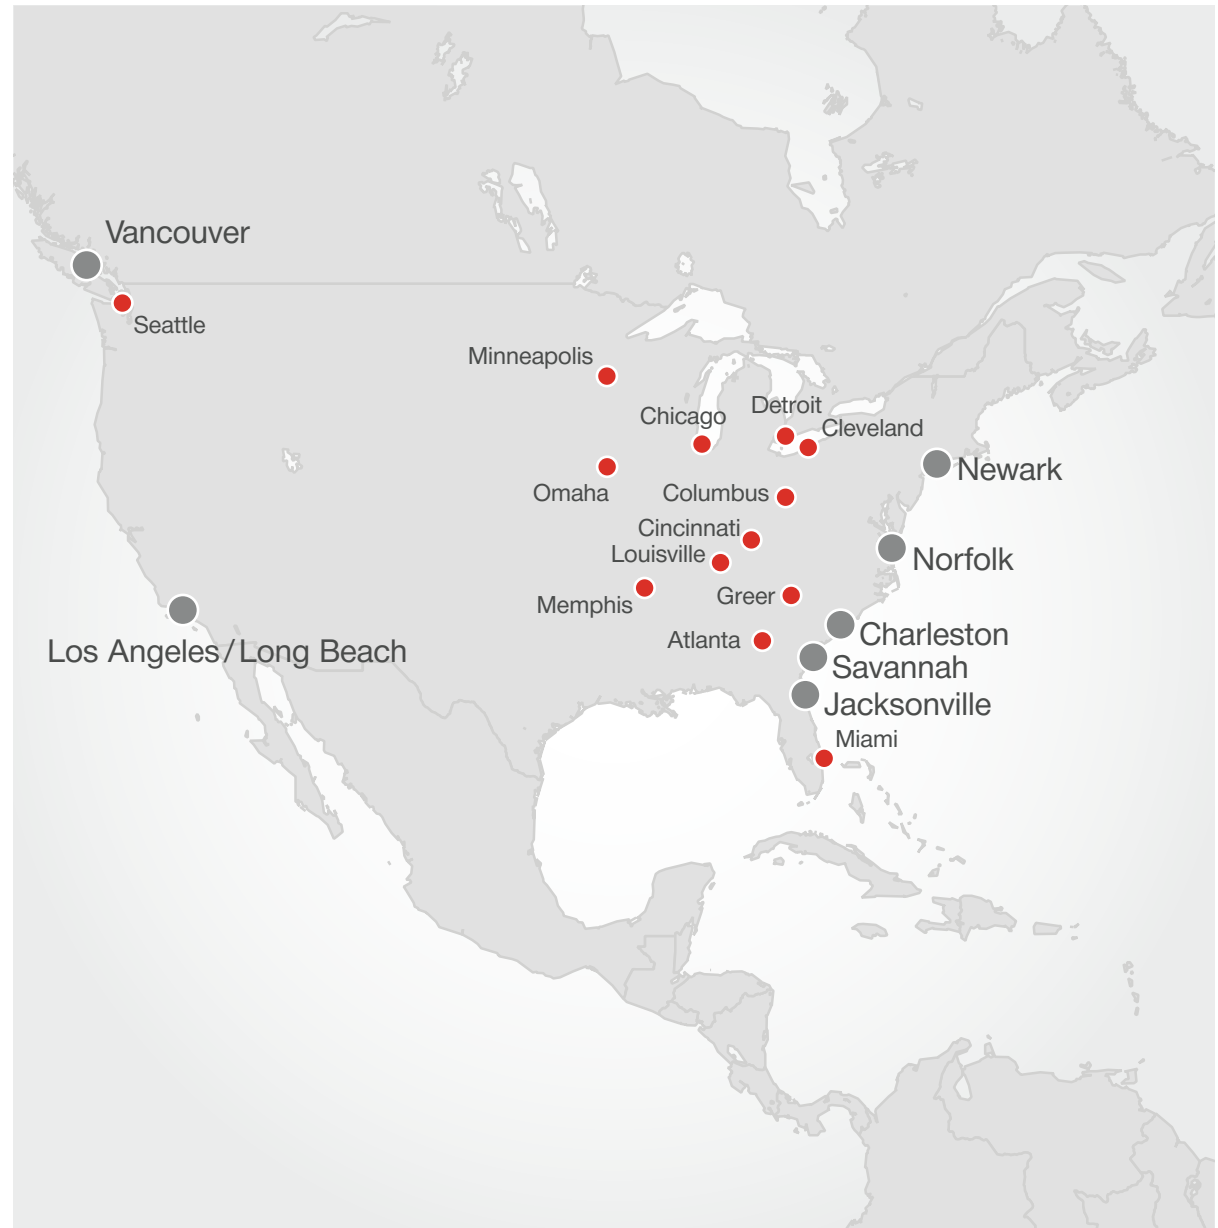 Vancouver
Seattle
Minneapolis
Detroit
Chicago
Cleveland
Newark
Omaha
Columbus
Cincinnati
Louisville
Norfolk
Greer
Memphis
Charleston
Atlanta
Los Angeles / Long Beach
Savannah
Jacksonville
Miami